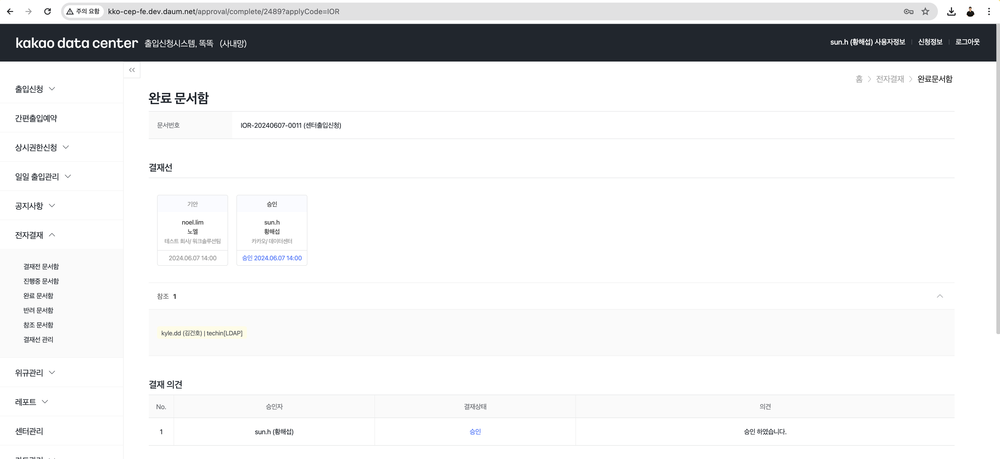 주의 요함
kko-cep-fe.dev.daum.net/approval/complete/2489?applyCode=IOR
kakao data center 출입신청시스템, 똑똑 (사내망)
sun.h (황해섭) 사용자정보 | 신청정보 | 로그아웃
홈 > 전자결재 > 완료문서함
출입신청
간편출입예약
상시권한신청
일일 출입관리
공지사항
전자결재
결재전 문서함
진행중 문서함
완료 문서함
반려 문서함
참조 문서함
결재선 관리
위규관리
레포트
센터관리
완료 문서함
문서번호 IOR-20240607-0011 (센터출입신청)
결재선
기안
noel.lim
노엘
테스트 회사/ 워크솔루션팀
2024.06.07 14:00
승인
sun.h
황해섭
카카오/ 데이터센터
승인 2024.06.07 14:00
참조 1
kyle.dd (김건호) | techin[LDAP]
결재 의견
No. 승인자 결재상태 의견
1 sun.h (황해섭) 승인 승인 하였습니다.